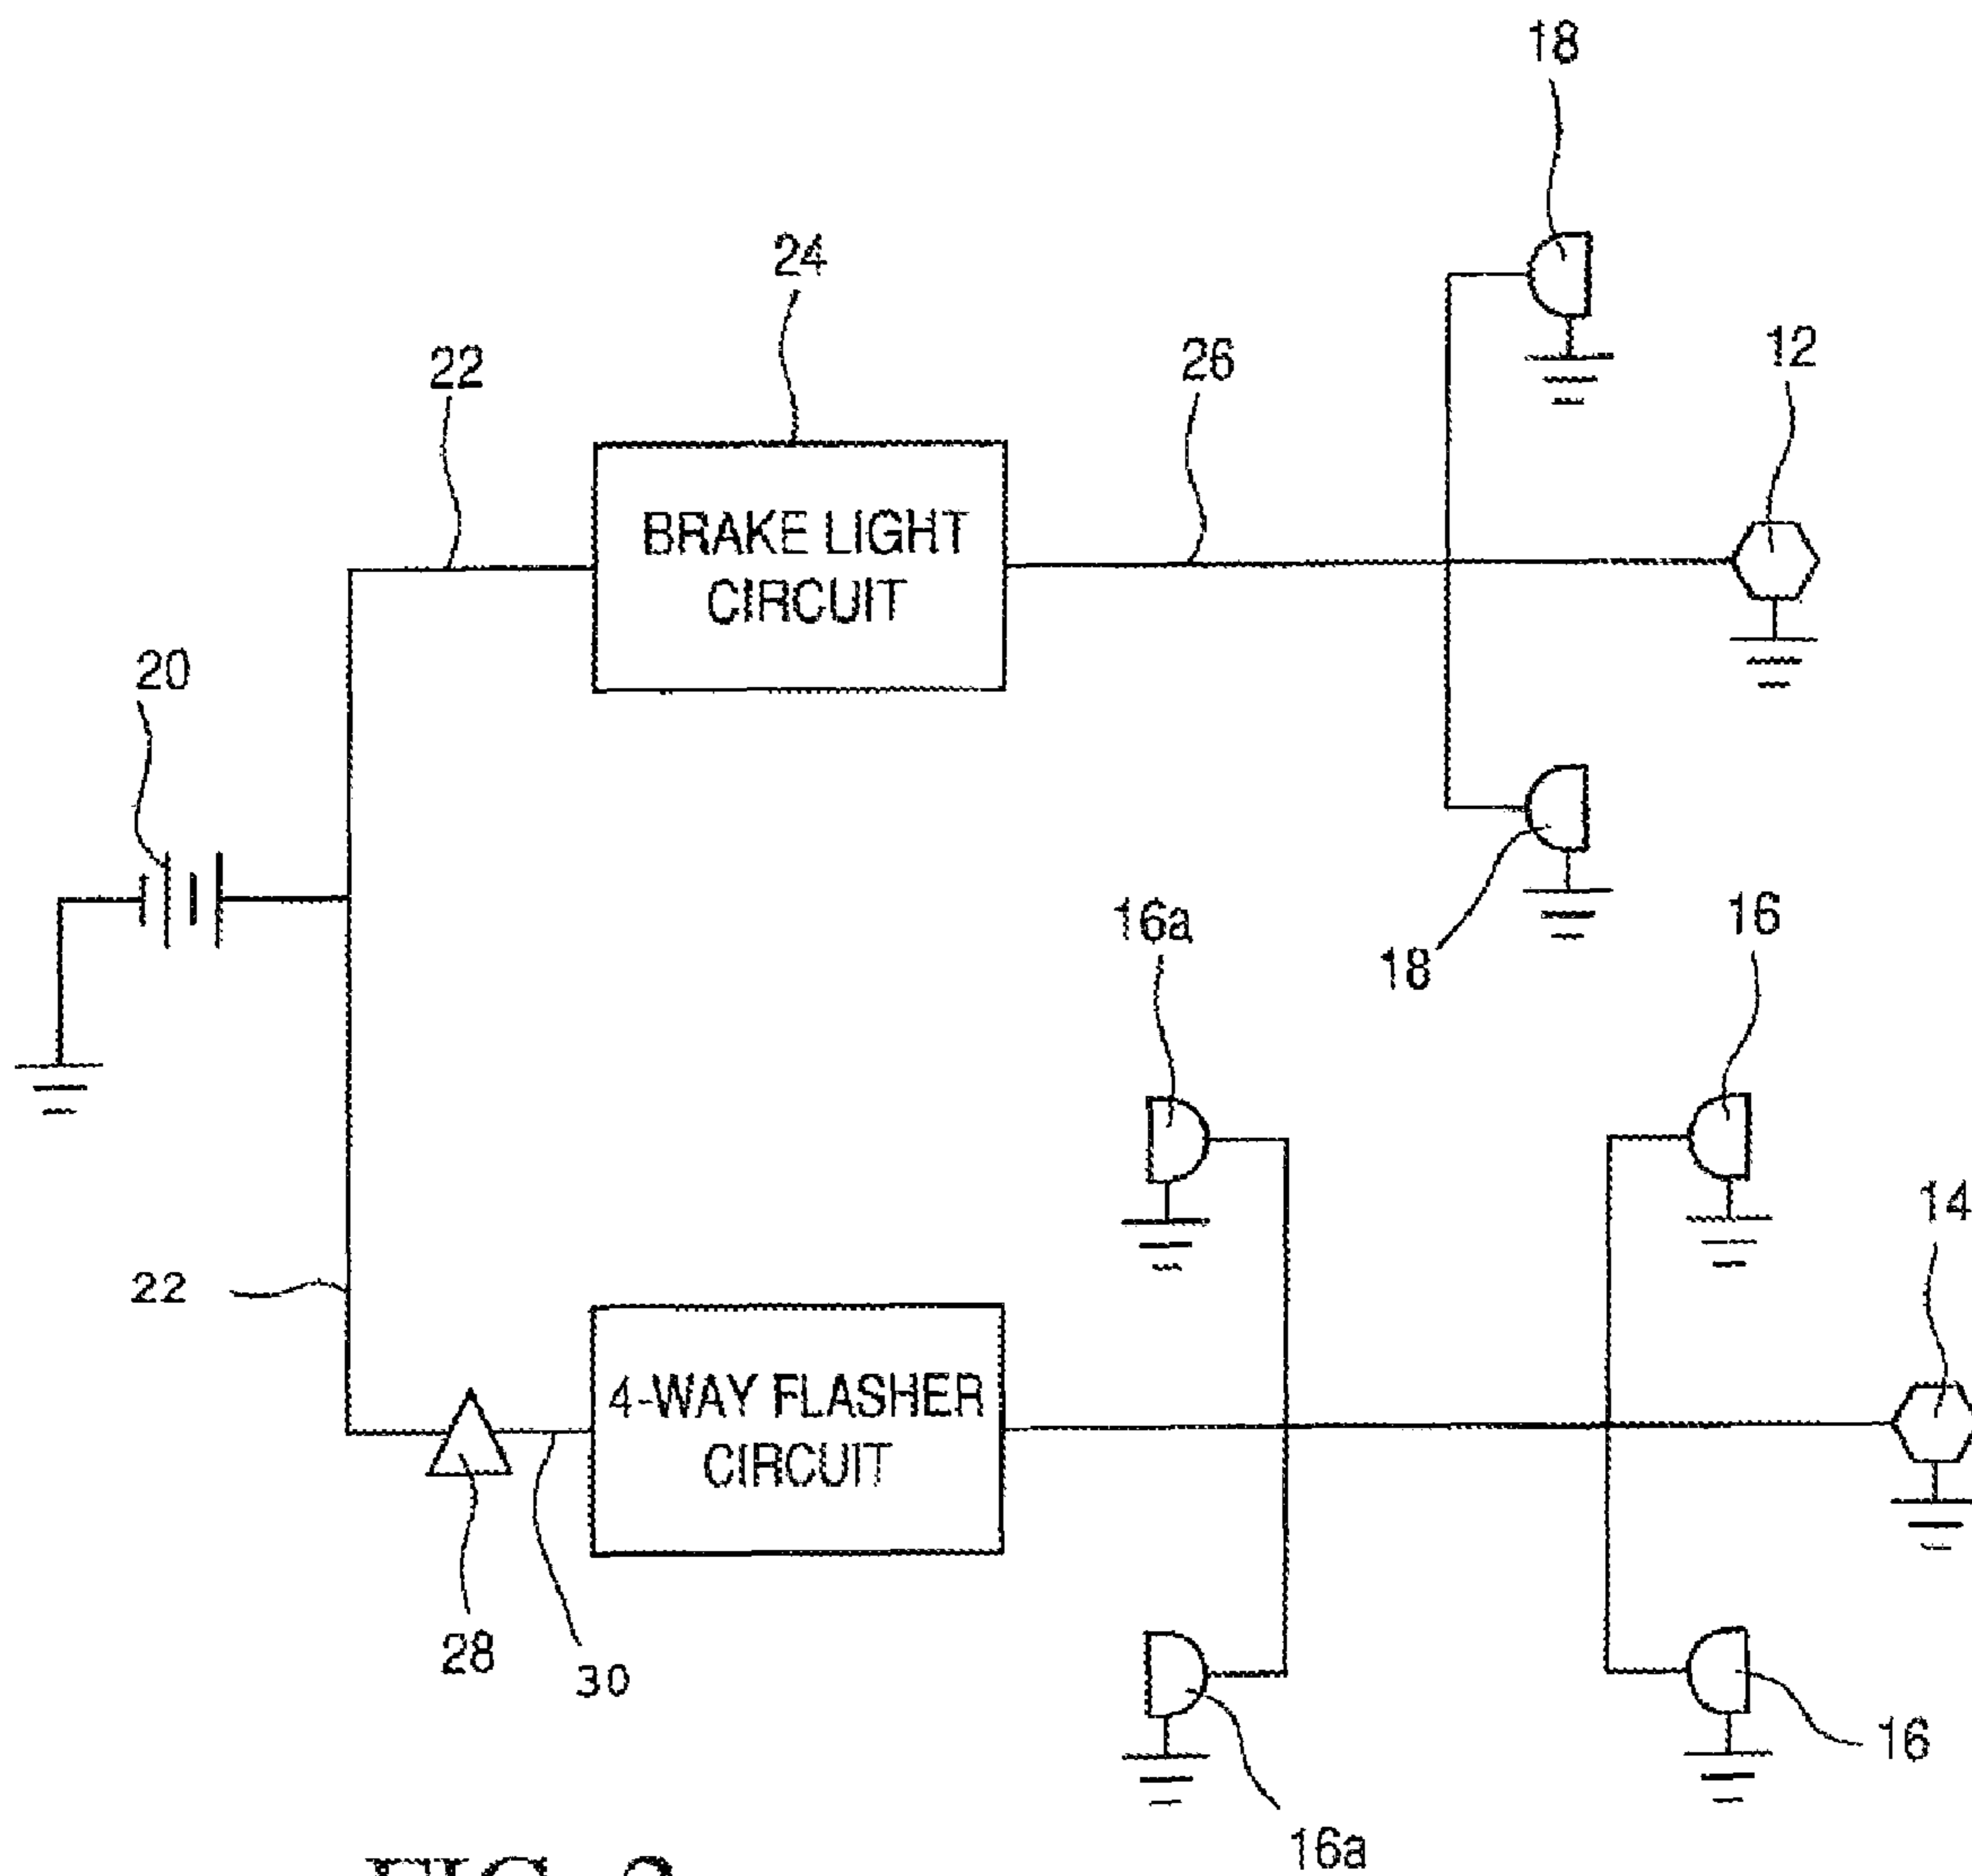 18
24
22
26
12
BRAKE LIGHT
CIRCUIT
20
16a
16
18
14
22
4-WAY FLASHER
CIRCUIT
28
30
16
16a